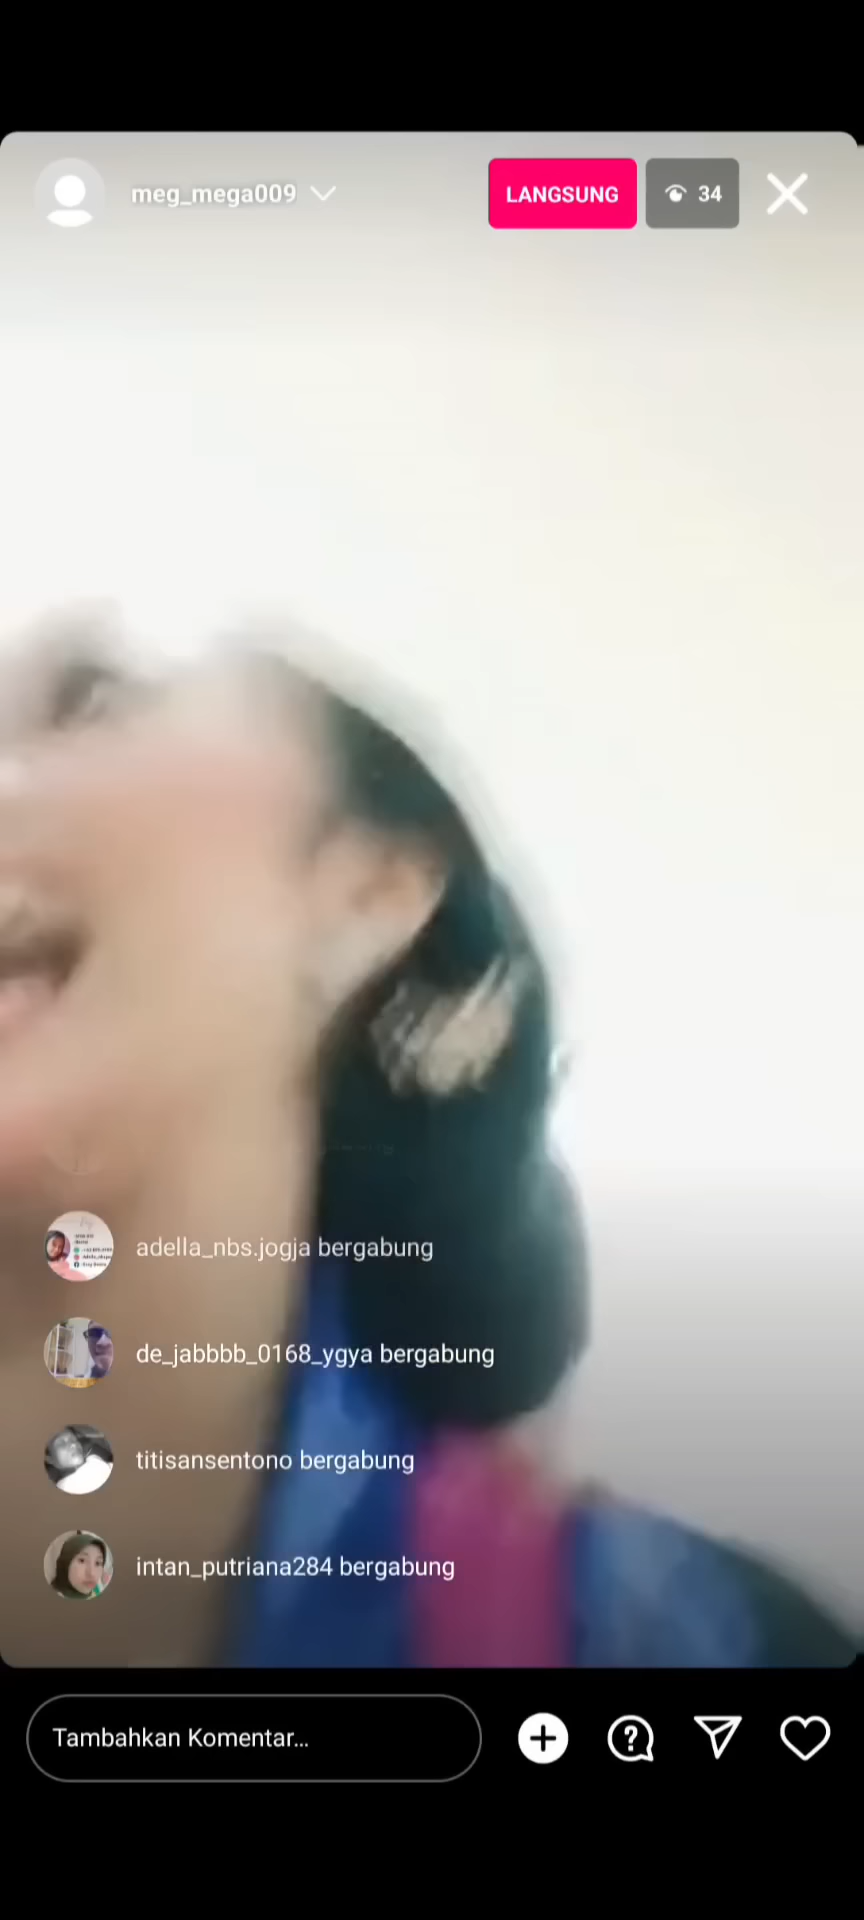 meg_mega009
LANGSUNG
34
adella_nbs.jogja bergabung
de_jabbbb_0168_ygya bergabung
titisansentono bergabung
intan_putriana284 bergabung
Tambahkan Komentar...